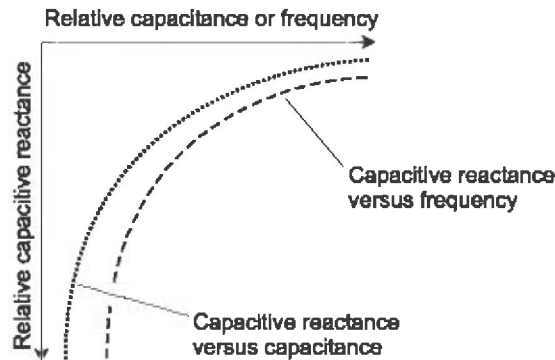 Relative capacitance or frequency
Relative capacitive reactance
Capacitive reactance
versus frequency
Capacitive reactance
versus capacitance